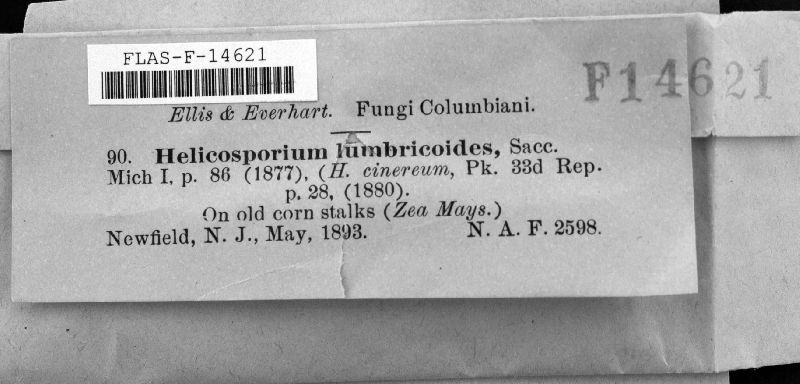 FLAS-F-14621
F14621
Ellis & Everhart. Fungi Columbiani.
90. Helicosporium lumbricoides, Sacc.
Mich I, p. 86 (1877), (H. cinereum, Pk. 33d Rep.
p. 28, (1880).
On old corn stalks (Zea Mays.)
Newfield, N. J., May, 1893. N. A. F. 2598.